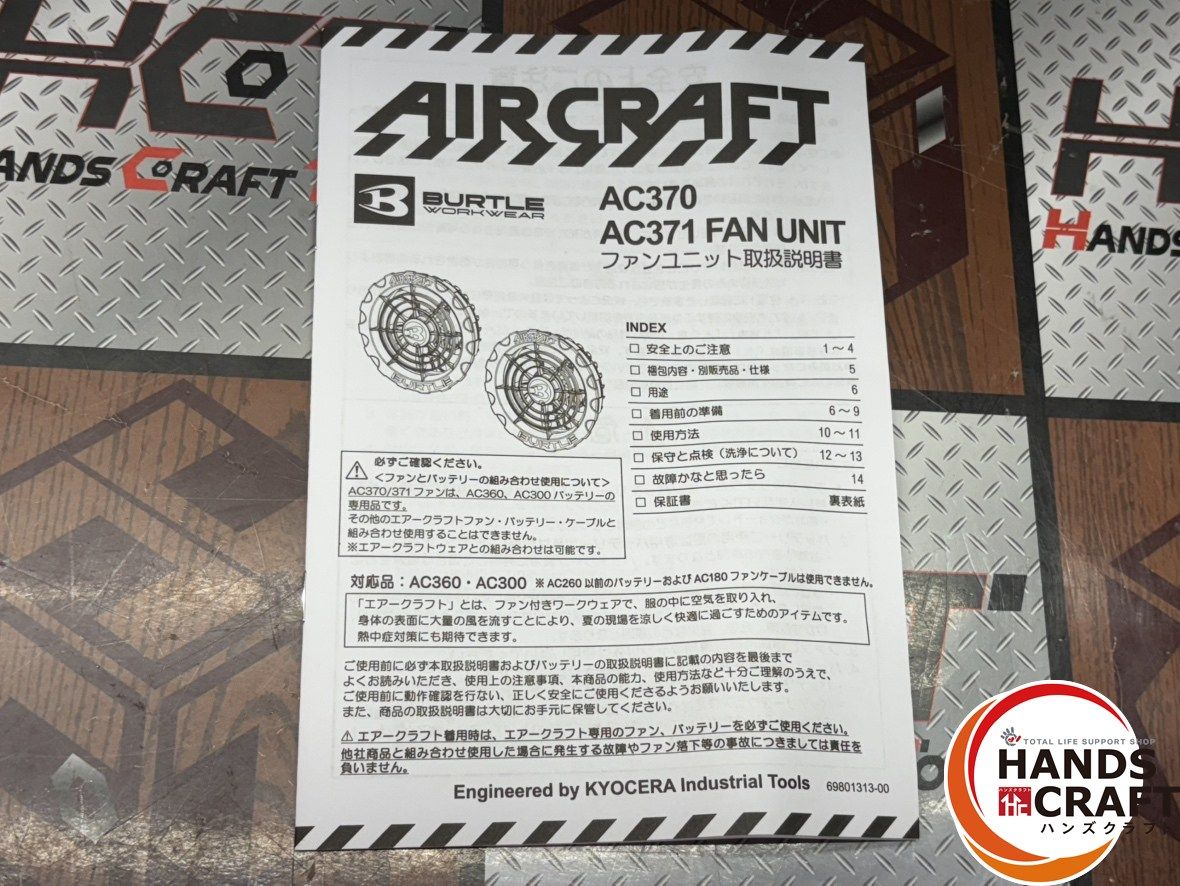 HC
HANDS CRAFT
H
HANDS
AIRCRAFT
B BURTLE
WORKWEAR
AC370
AC371 FAN UNIT
ファンユニット取扱説明書
AIRCRAFT
BURTLE
AIRCRAFT
BURTLE
INDEX
□ 安全上のご注意 1～4
□ 梱包内容・別販売品・仕様 5
□ 用途 6
□ 着用前の準備 6～9
□ 使用方法 10～11
□ 保守と点検（洗浄について） 12～13
□ 故障かなと思ったら 14
□ 保証書 裏表紙
⚠ 必ずご確認ください。
＜ファンとバッテリーの組み合わせ使用について＞
AC370/371ファンは、AC360、AC300バッテリーの
専用品です。
その他のエアークラフトファン・バッテリー・ケーブルと
組み合わせ使用することはできません。
※エアークラフトウェアとの組み合わせは可能です。
対応品：AC360・AC300 ※AC260以前のバッテリーおよびAC180ファンケーブルは使用できません。
「エアークラフト」とは、ファン付きワークウェアで、服の中に空気を取り入れ、
身体の表面に大量の風を流すことにより、夏の現場を涼しく快適に過ごすためのアイテムです。
熱中症対策にも期待できます。
ご使用前に必ず本取扱説明書およびバッテリーの取扱説明書に記載の内容を最後まで
よくお読みいただき、使用上の注意事項、本商品の能力、使用方法など十分ご理解のうえで、
ご使用前に動作確認を行ない、正しく安全にご使用くださるようお願いいたします。
また、商品の取扱説明書は大切にお手元に保管してください。
⚠ エアークラフト着用時は、エアークラフト専用のファン、バッテリーを必ずご使用ください。
他社商品と組み合わせ使用した場合に発生する故障やファン落下等の事故につきましては責任を
負いません。
Engineered by KYOCERA Industrial Tools 69801313-00
TOTAL LIFE SUPPORT SHOP
HANDS
ハンズクラフト
CRAFT
ハンズクラフ